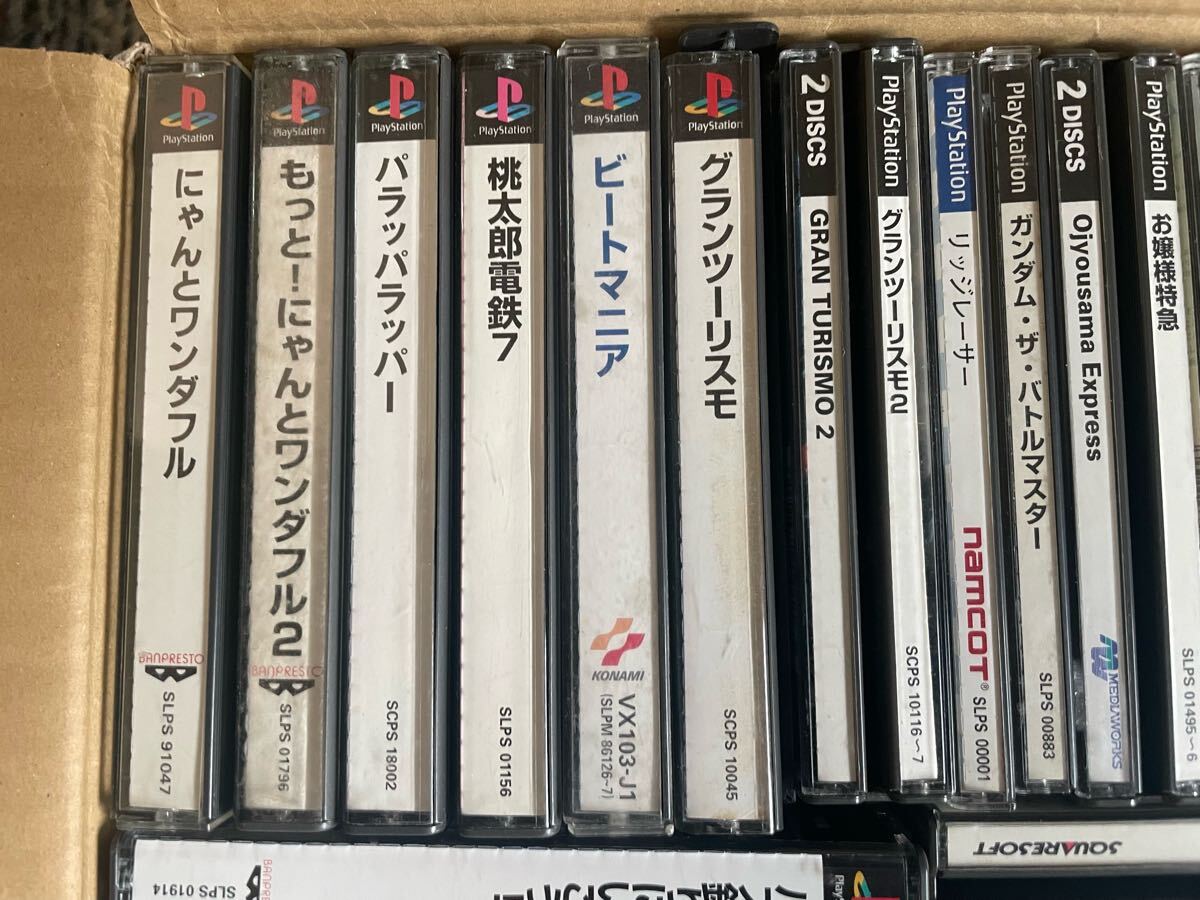 PlayStation
にゃんとワンダフル
BANPRESTO
SLPS 91047
PlayStation
もっと!にゃんとワンダフル2
BANPRESTO
SLPS 01796
PlayStation
パラッパラッパー
SCPS 18002
PlayStation
桃太郎電鉄7
SLPS 01156
PlayStation
ビートマニア
KONAMI
VX103-J1
(SLPM 86126~7)
PlayStation
グランツーリスモ
SCPS 10045
2 DISCS
GRAN TURISMO 2
PlayStation
グランツーリスモ2
SCPS 10116~7
PlayStation
リッジレーサー
namcot®
SLPS 00001
PlayStation
ガンダム・ザ・バトルマスター
SLPS 00883
2 DISCS
Ojyousama Express
MEDIAWORKS
PlayStation
お嬢様特急
SLPS 01495~6
BANPRESTO
SLPS 01914
SQUARESOFT